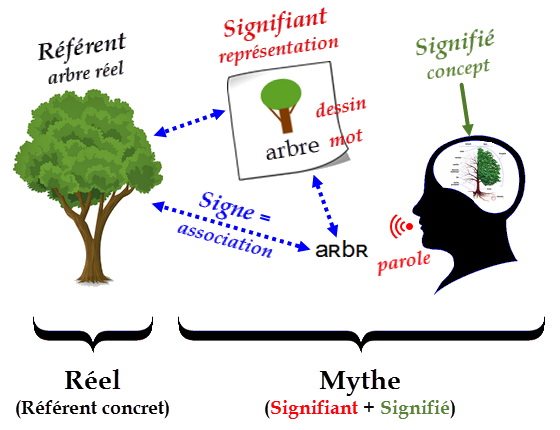 Référent
arbre réel
Signifiant
représentation
dessin
mot
arbre
Signifié
concept
Signe =
association
aRbR
parole
Réel
(Référent concret)
Mythe
(Signifiant + Signifié)